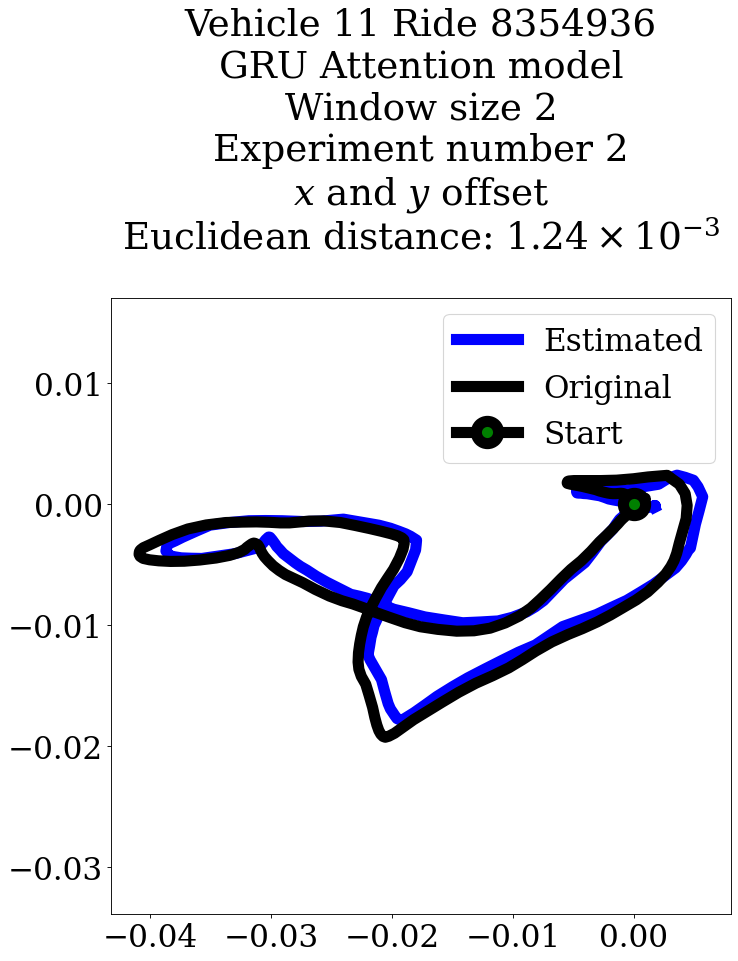 Vehicle 11 Ride 8354936
GRU Attention model
Window size 2
Experiment number 2
x and y offset
Euclidean distance: 1.24 × 10⁻³
Estimated
Original
Start
0.01
0.00
−0.01
−0.02
−0.03
−0.04 −0.03 −0.02 −0.01 0.00